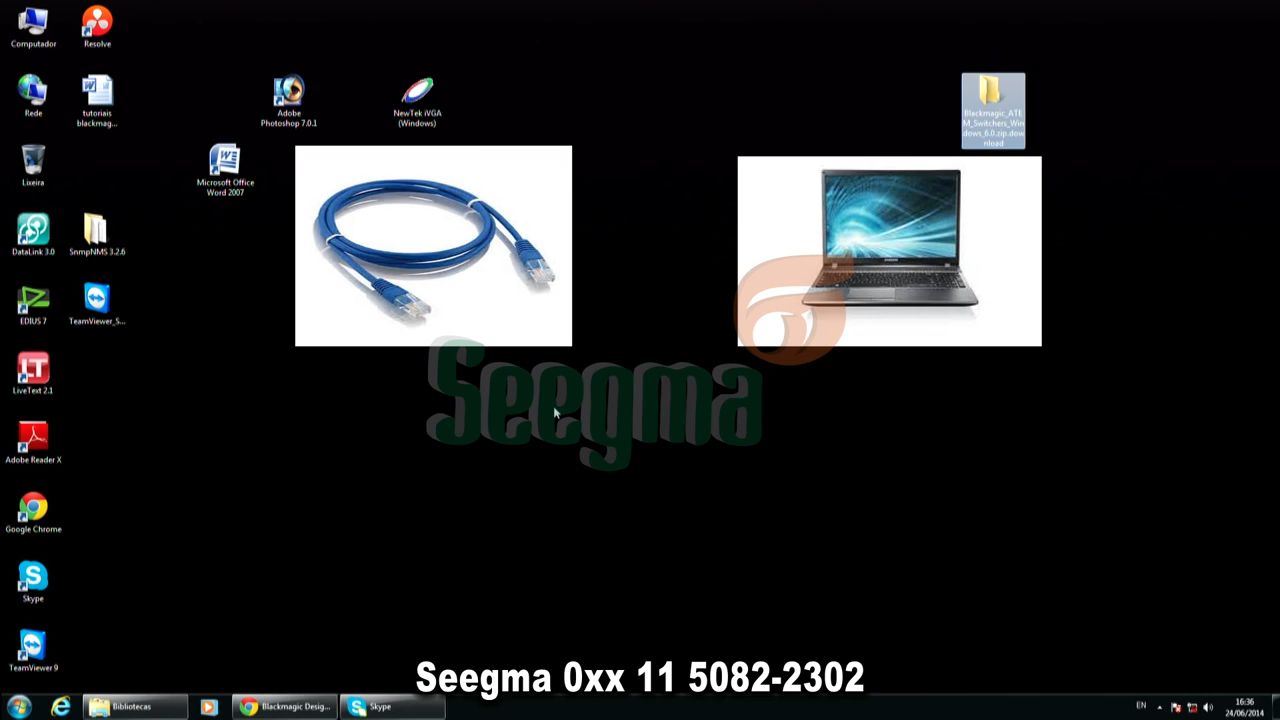 Computador
Resolve
Rede
tutoriais
blackmag...
Adobe
Photoshop 7.0.1
NewTek iVGA
(Windows)
Blackmagic_ATE
M_Switchers_Win
dows_6.0.zip.dow
nload
Lixeira
Microsoft Office
Word 2007
DataLink 3.0
SnmpNMS 3.2.6
EDIUS 7
TeamViewer_S...
LT
LiveText 2.1
Seegma
Adobe Reader X
Google Chrome
Skype
TeamViewer 9
Seegma 0xx 11 5082-2302
Bibliotecas
Blackmagic Desig...
Skype
EN
16:36
24/06/2014